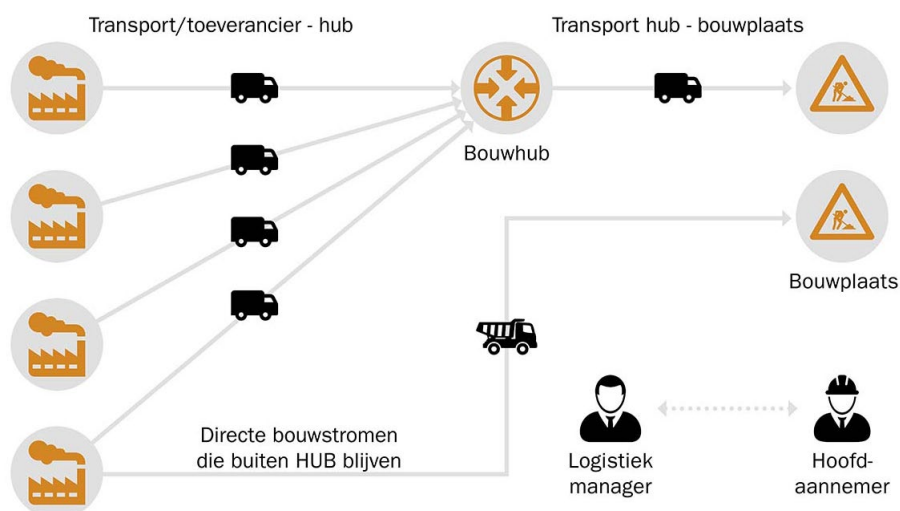 Transport/toeverancier - hub
Transport hub - bouwplaats
Bouwhub
Bouwplaats
Directe bouwstromen
die buiten HUB blijven
Logistiek
manager
Hoofd-
aannemer